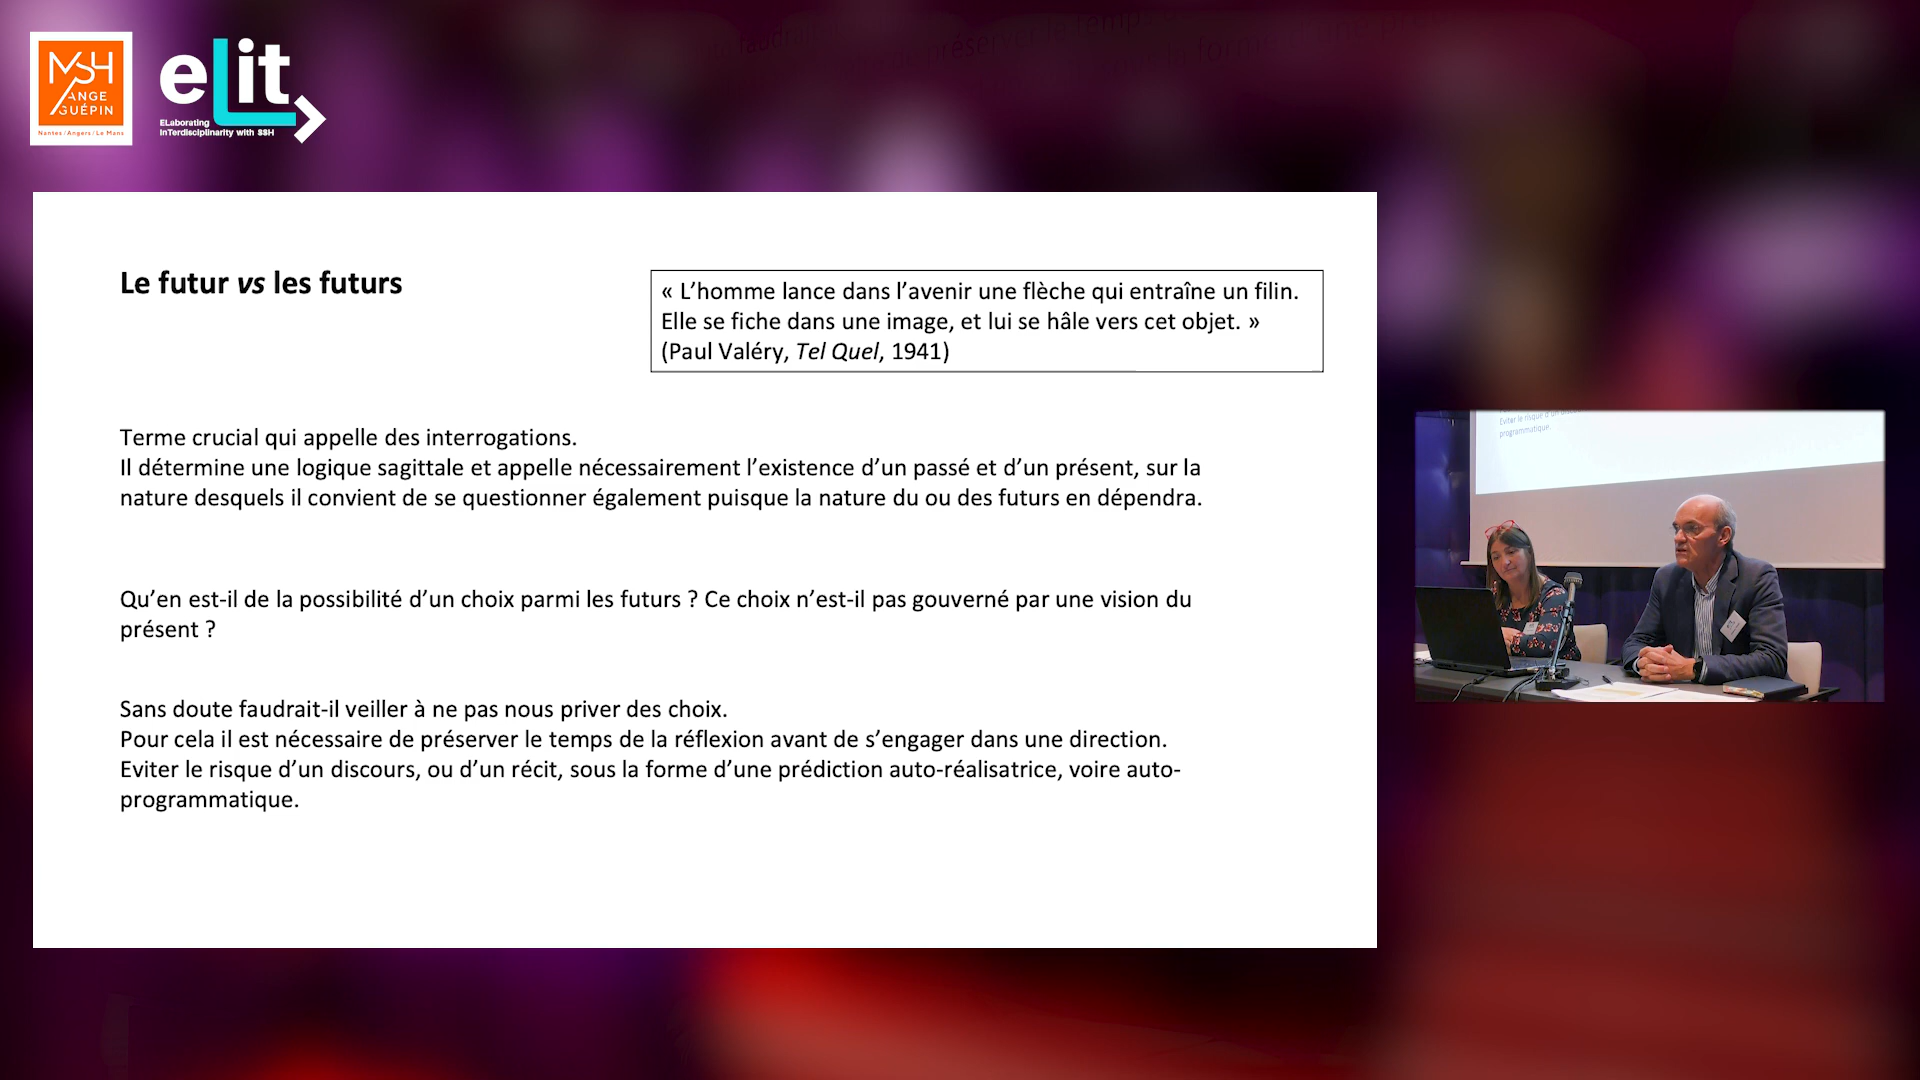 MSH
ANGE
GUÉPIN
Nantes/Angers/Le Mans
eLit
ELaborating
InTerdisciplinarity with SSH
Le futur vs les futurs
« L’homme lance dans l’avenir une flèche qui entraîne un filin.
Elle se fiche dans une image, et lui se hâle vers cet objet. »
(Paul Valéry, Tel Quel, 1941)
Terme crucial qui appelle des interrogations.
Il détermine une logique sagittale et appelle nécessairement l’existence d’un passé et d’un présent, sur la
nature desquels il convient de se questionner également puisque la nature du ou des futurs en dépendra.
Qu’en est-il de la possibilité d’un choix parmi les futurs ? Ce choix n’est-il pas gouverné par une vision du
présent ?
Sans doute faudrait-il veiller à ne pas nous priver des choix.
Pour cela il est nécessaire de préserver le temps de la réflexion avant de s’engager dans une direction.
Eviter le risque d’un discours, ou d’un récit, sous la forme d’une prédiction auto-réalisatrice, voire auto-
programmatique.
Eviter le risque d’un
programmatique.